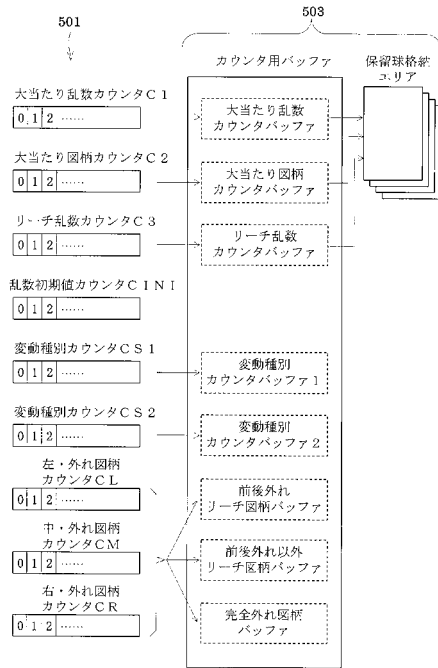 501
503
カウンタ用バッファ
保留球格納
エリア
大当たり乱数カウンタC1
0 1 2 ……
大当たり乱数
カウンタバッファ
大当たり図柄カウンタC2
0 1 2 ……
大当たり図柄
カウンタバッファ
リーチ乱数カウンタC3
0 1 2 ……
リーチ乱数
カウンタバッファ
乱数初期値カウンタCINI
0 1 2 ……
変動種別カウンタCS1
0 1 2 ……
変動種別
カウンタバッファ1
変動種別カウンタCS2
0 1 2 ……
変動種別
カウンタバッファ2
左・外れ図柄
カウンタCL
0 1 2 ……
前後外れ
リーチ図柄バッファ
中・外れ図柄
カウンタCM
0 1 2 ……
前後外れ以外
リーチ図柄バッファ
右・外れ図柄
カウンタCR
0 1 2 ……
完全外れ図柄
バッファ